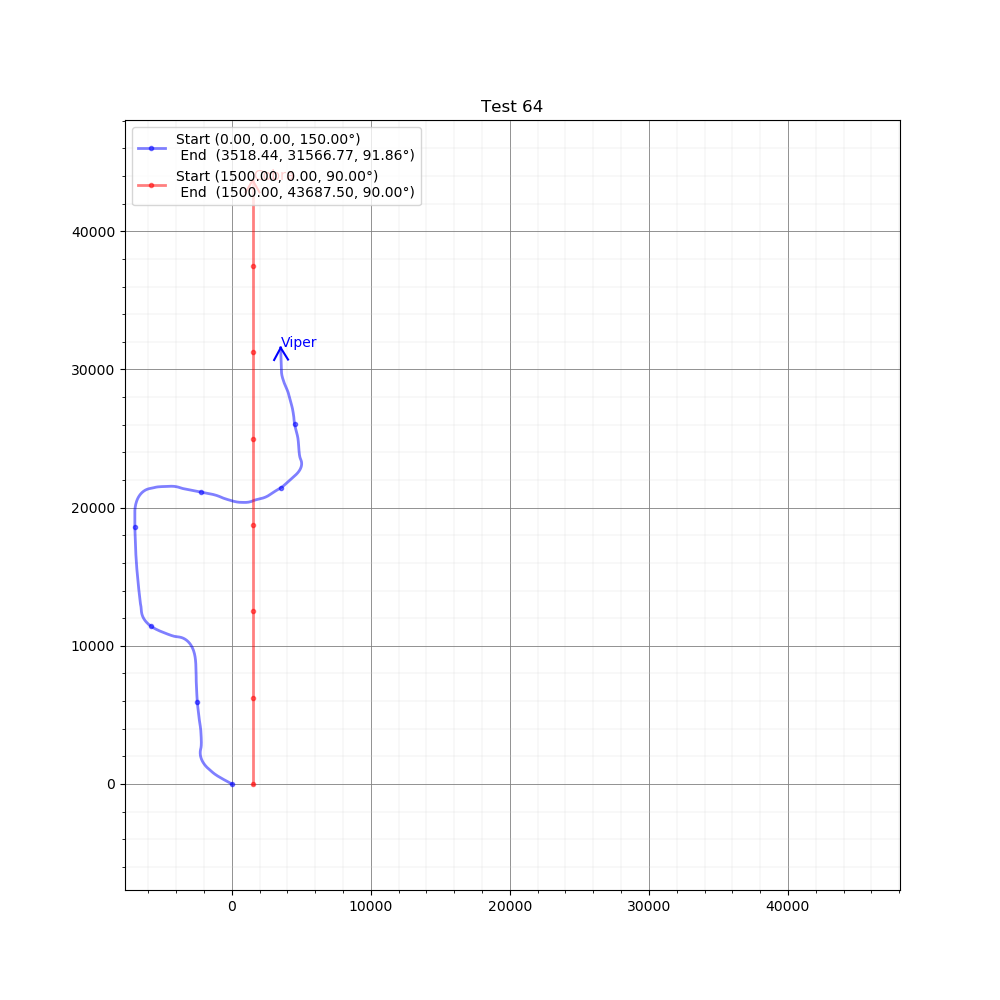 Test 64
Start (0.00, 0.00, 150.00°)
End (3518.44, 31566.77, 91.86°)
Start (1500.00, 0.00, 90.00°)
End (1500.00, 43687.50, 90.00°)
40000
Viper
30000
20000
10000
0
0 10000 20000 30000 40000